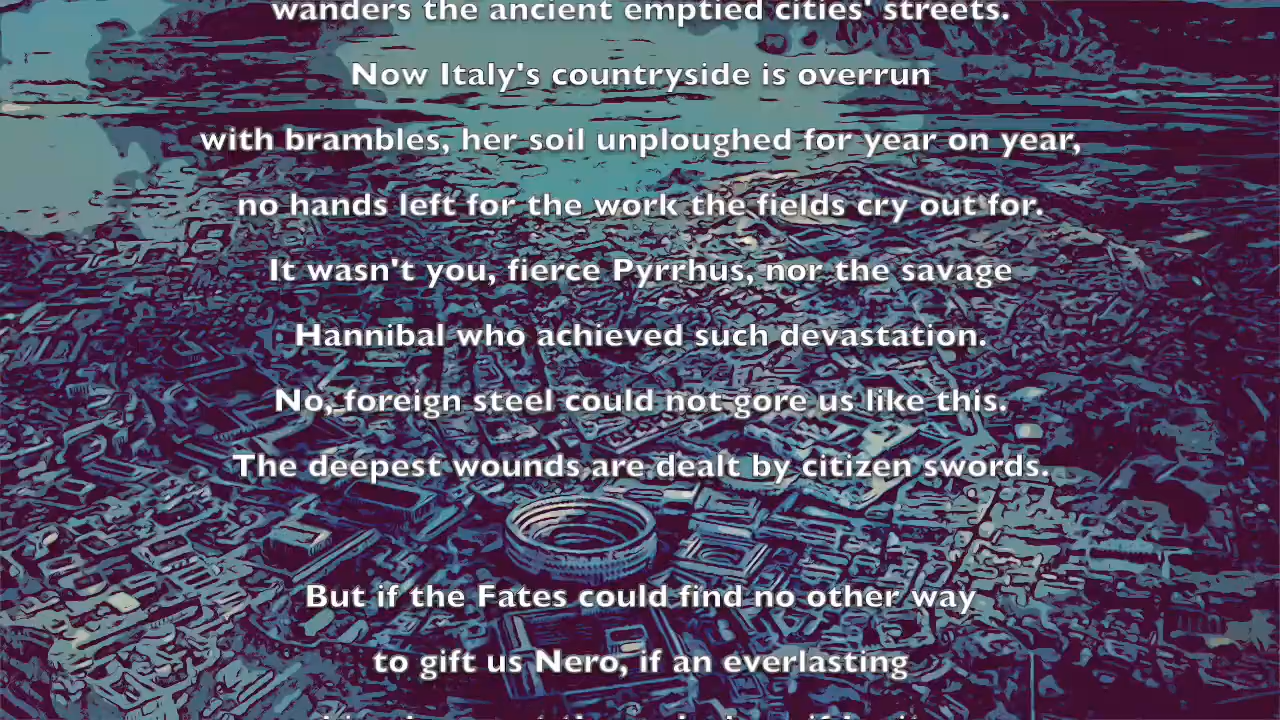 wanders the ancient emptied cities' streets.
Now Italy's countryside is overrun
with brambles, her soil unploughed for year on year,
no hands left for the work the fields cry out for.
It wasn't you, fierce Pyrrhus, nor the savage
Hannibal who achieved such devastation.
No, foreign steel could not gore us like this.
The deepest wounds are dealt by citizen swords.
But if the Fates could find no other way
to gift us Nero, if an everlasting